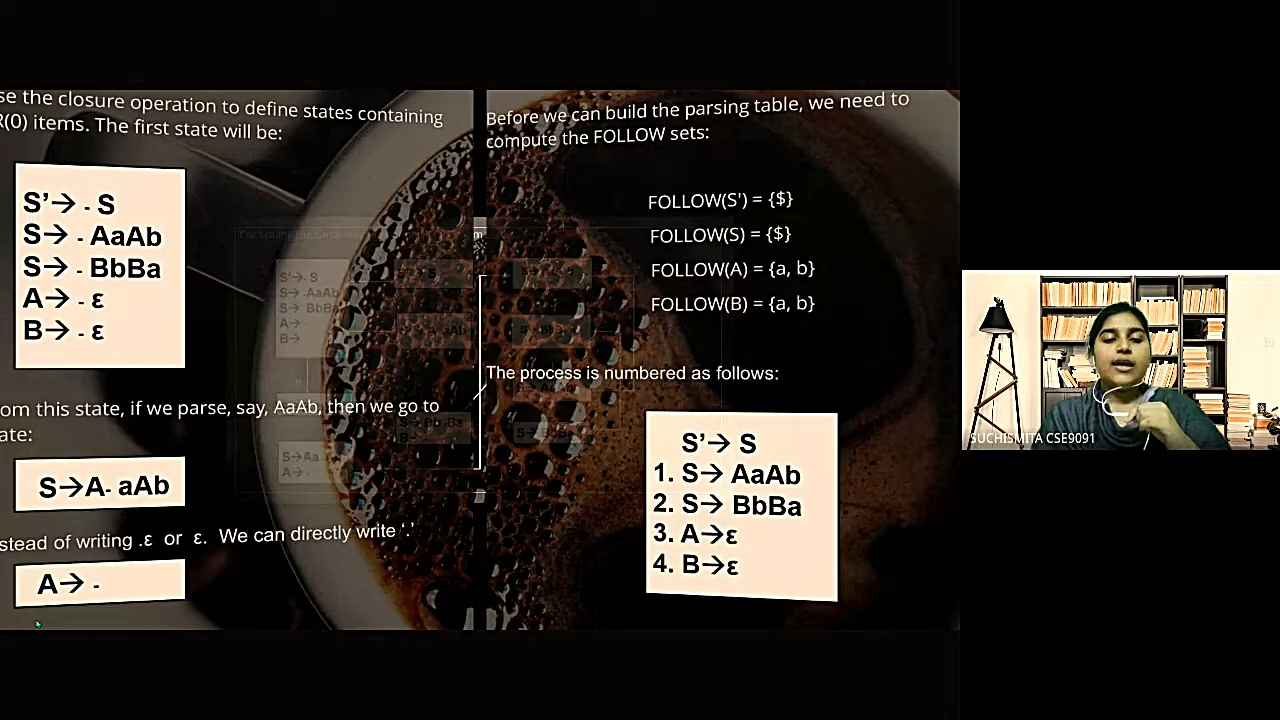 se the closure operation to define states containing
R(0) items. The first state will be:
S’→ . S
S→ . AaAb
S→ . BbBa
A→ . ε
B→ . ε
om this state, if we parse, say, AaAb, then we go to
ate:
S→A. aAb
stead of writing .ε or ε. We can directly write ‘.’
A→ .
Before we can build the parsing table, we need to
compute the FOLLOW sets:
FOLLOW(S') = {$}
FOLLOW(S) = {$}
FOLLOW(A) = {a, b}
FOLLOW(B) = {a, b}
The process is numbered as follows:
S’→ S
1. S→ AaAb
2. S→ BbBa
3. A→ε
4. B→ε
SUCHISMITA CSE9091